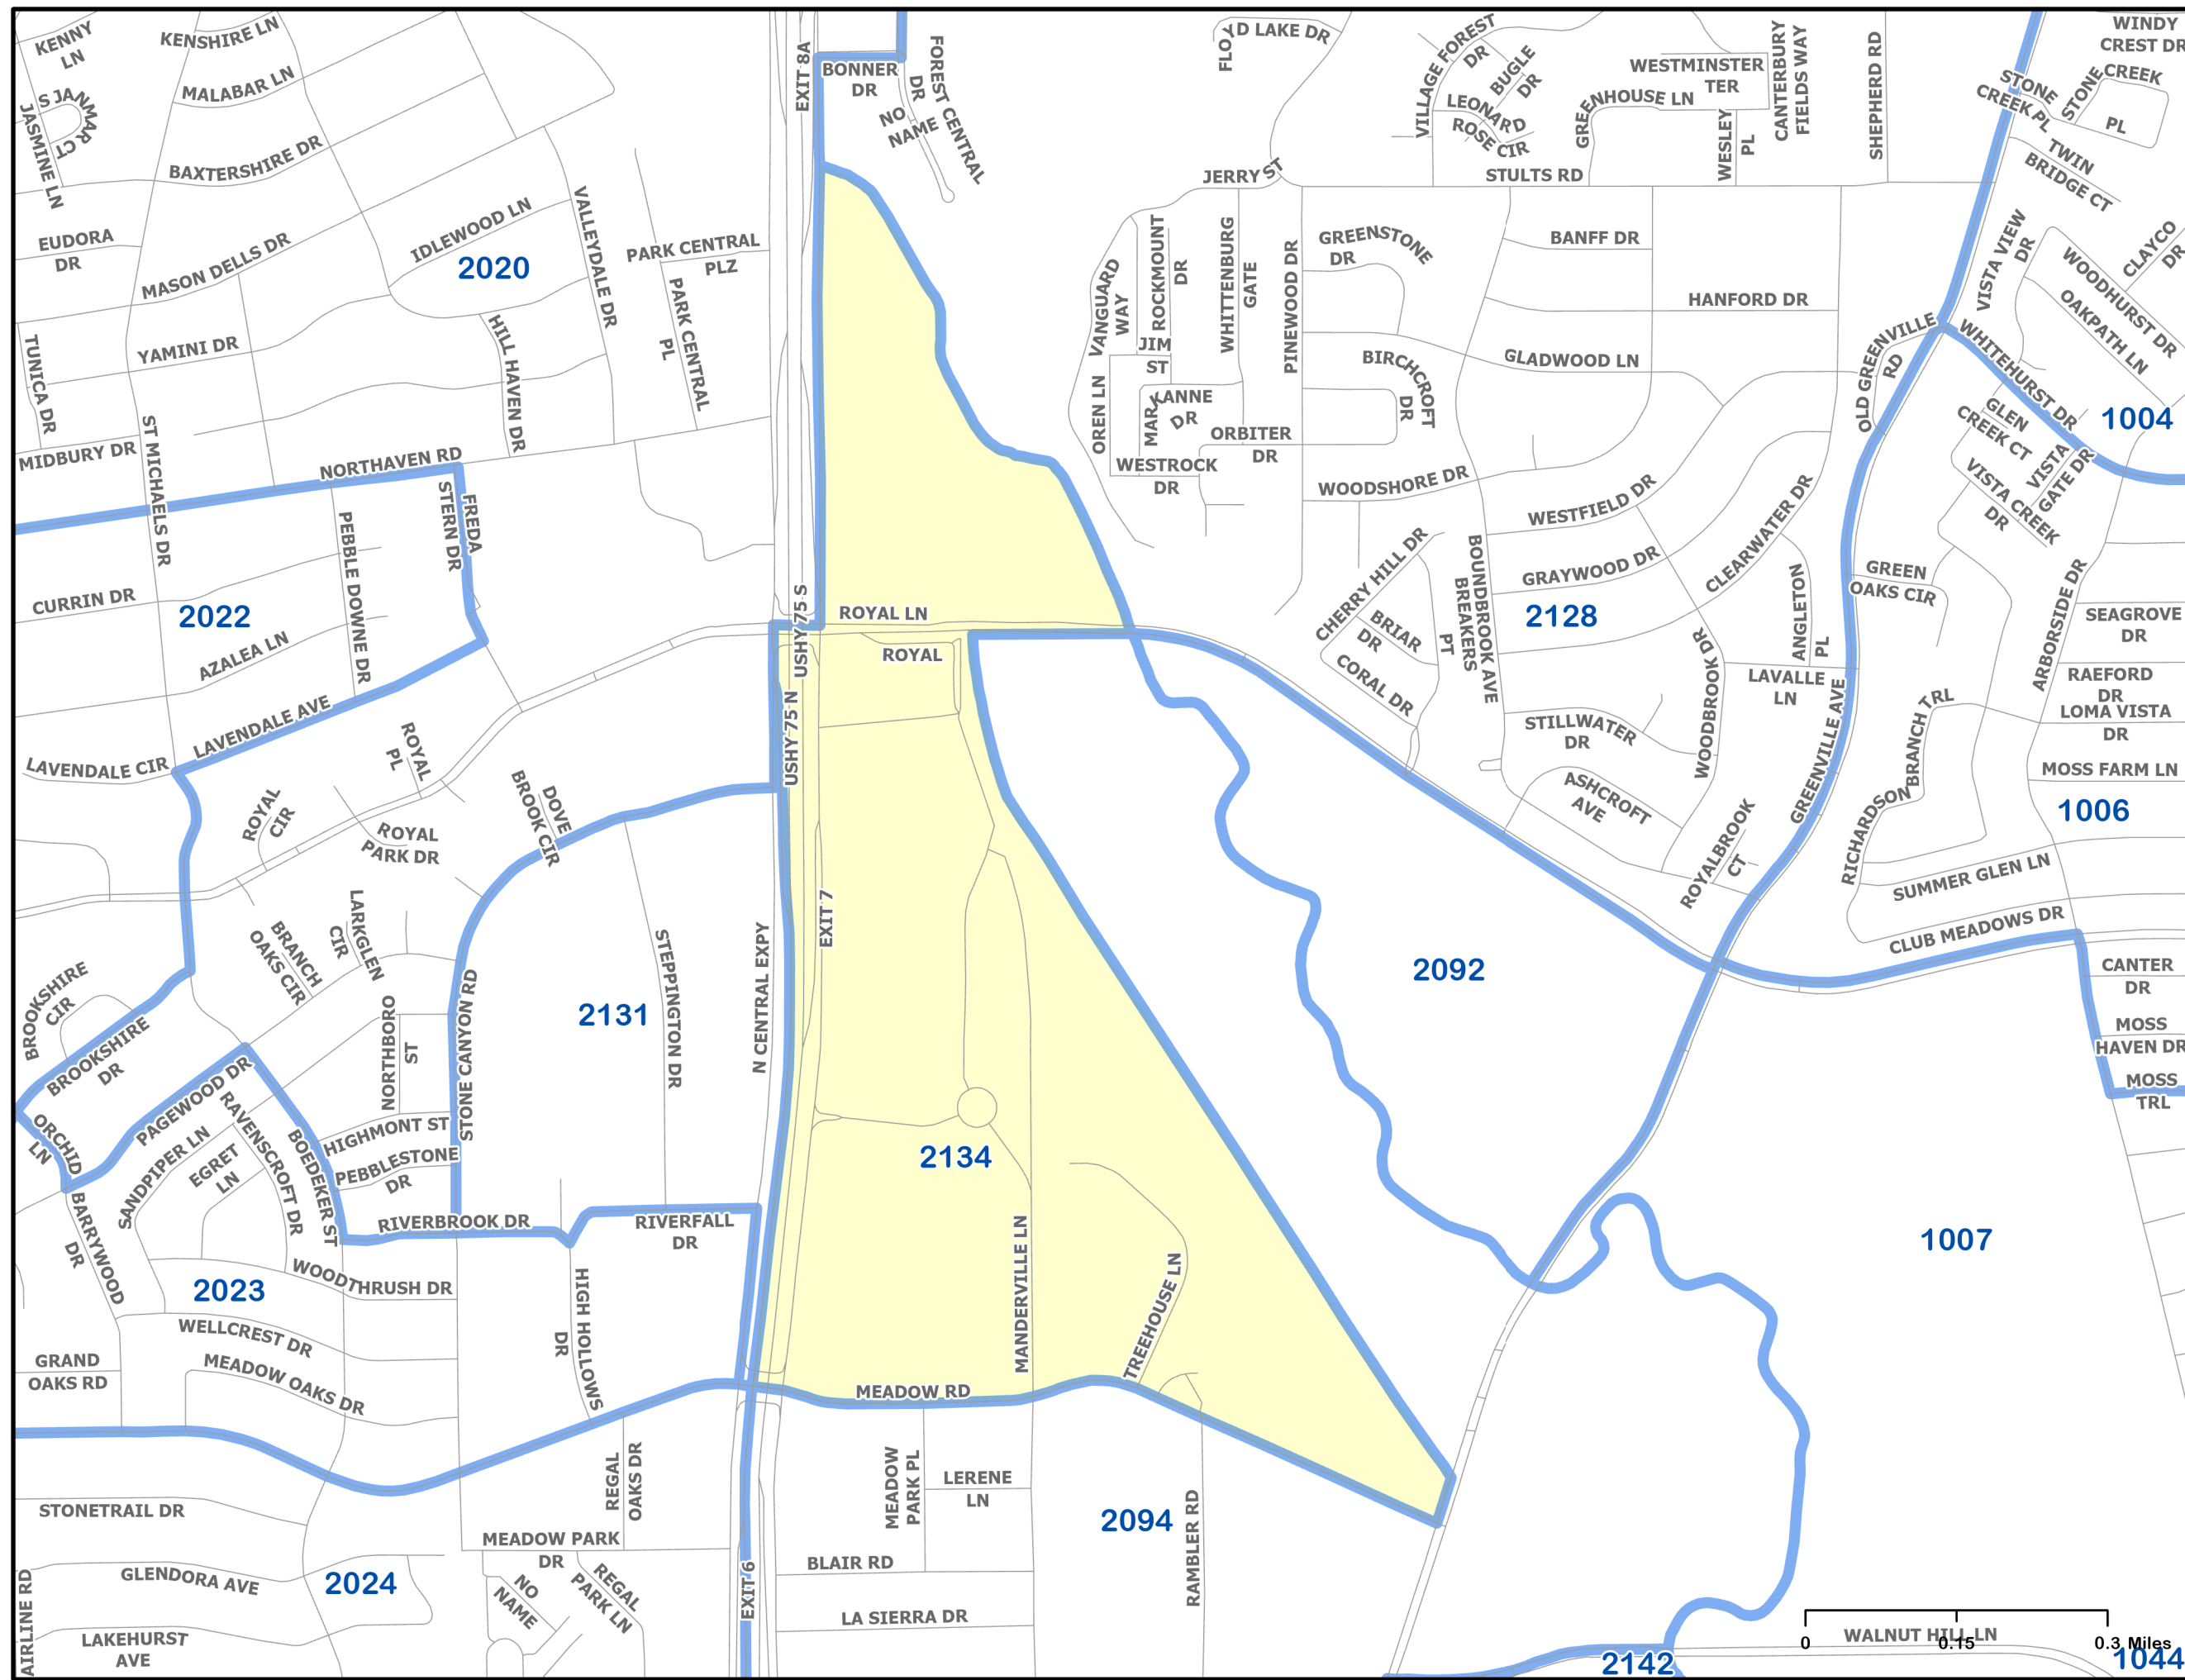 KENNY
LN
KENSHIRE LN
MALABAR LN
S JANMAR CT
JASMINE LN
BAXTERSHIRE DR
EUDORA
DR
MASON DELLS DR
IDLEWOOD LN
2020
VALLEYDALE DR
PARK CENTRAL
PLZ
PARK CENTRAL
PL
YAMINI DR
HILL HAVEN DR
TUNICA DR
MIDBURY DR
ST MICHAELS DR
NORTHAVEN RD
FREDA
STERN DR
PEBBLE DOWNE DR
CURRIN DR
2022
AZALEA LN
LAVENDALE AVE
LAVENDALE CIR
ROYAL
PL
ROYAL
CIR
ROYAL
PARK DR
DOVE
BROOK CIR
LARKGLEN
CIR
BRANCH
OAKS CIR
BROOKSHIRE
CIR
BROOKSHIRE
DR
NORTHBORO
ST
STONE CANYON RD
2131
STEPPINGTON DR
N CENTRAL EXPY
ORCHID
LN
PAGEWOOD DR
SANDPIPER LN
EGRET
LN
RAVENSCROFT DR
BOEDEKER ST
HIGHMONT ST
PEBBLESTONE
DR
RIVERBROOK DR
RIVERFALL
DR
BARRYWOOD
DR
2023
WOODTHRUSH DR
WELLCREST DR
MEADOW OAKS DR
GRAND
OAKS RD
HIGH HOLLOWS
DR
STONETRAIL DR
GLENDORA AVE
2024
LAKEHURST
AVE
AIRLINE RD
REGAL
OAKS DR
MEADOW PARK
DR
NO
NAME
REGAL
PARK LN
EXIT 6
EXIT 8A
BONNER
DR
FOREST CENTRAL
DR
NO
NAME
USHY 75 S
USHY 75 N
ROYAL LN
ROYAL
EXIT 7
2134
MANDERVILLE LN
TREEHOUSE LN
MEADOW RD
MEADOW
PARK PL
LERENE
LN
2094
BLAIR RD
LA SIERRA DR
RAMBLER RD
FLOYD LAKE DR
VILLAGE FOREST
DR
BUGLE
DR
LEONARD
ROSE CIR
WESTMINSTER
TER
GREENHOUSE LN
WESLEY
PL
CANTERBURY
FIELDS WAY
SHEPHERD RD
JERRY ST
STULTS RD
VANGUARD
WAY
ROCKMOUNT
DR
WHITTENBURG
GATE
PINEWOOD DR
GREENSTONE
DR
BANFF DR
HANFORD DR
JIM
ST
OREN LN
MARK
ANNE
DR
ORBITER
DR
WESTROCK
DR
BIRCHCROFT
DR
GLADWOOD LN
WOODSHORE DR
WESTFIELD DR
GRAYWOOD DR
CLEARWATER DR
CHERRY HILL DR
BRIAR
DR
CORAL DR
BREAKERS
PT
BOUNDBROOK AVE
2128
ANGLETON
PL
LAVALLE
LN
WOODBROOK DR
STILLWATER
DR
ASHCROFT
AVE
ROYALBROOK
CT
GREENVILLE AVE
2092
OLD GREENVILLE
RD
WINDY
CREST DR
STONE
CREEK PL
STONE
CREEK
PL
TWIN
BRIDGE CT
VISTA VIEW
DR
CLAYCO
DR
WOODHURST DR
OAKPATH LN
WHITEHURST DR
1004
GLEN
CREEK CT
VISTA
GATE DR
VISTA CREEK
DR
GREEN
OAKS CIR
ARBORSIDE DR
SEAGROVE
DR
RAEFORD
DR
LOMA VISTA
DR
MOSS FARM LN
1006
RICHARDSON
BRANCH TRL
SUMMER GLEN LN
CLUB MEADOWS DR
CANTER
DR
MOSS
HAVEN DR
MOSS
TRL
1007
WALNUT HILL LN
0 0.15 0.3 Miles
2142
1044